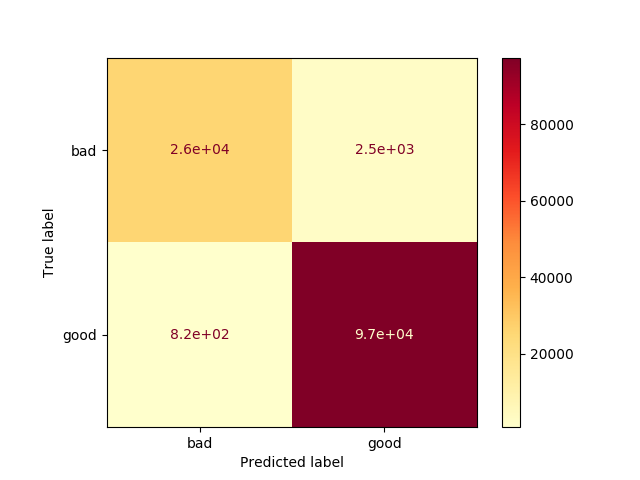 bad
2.6e+04
2.5e+03
good
8.2e+02
9.7e+04
bad
good
True label
Predicted label
80000
60000
40000
20000